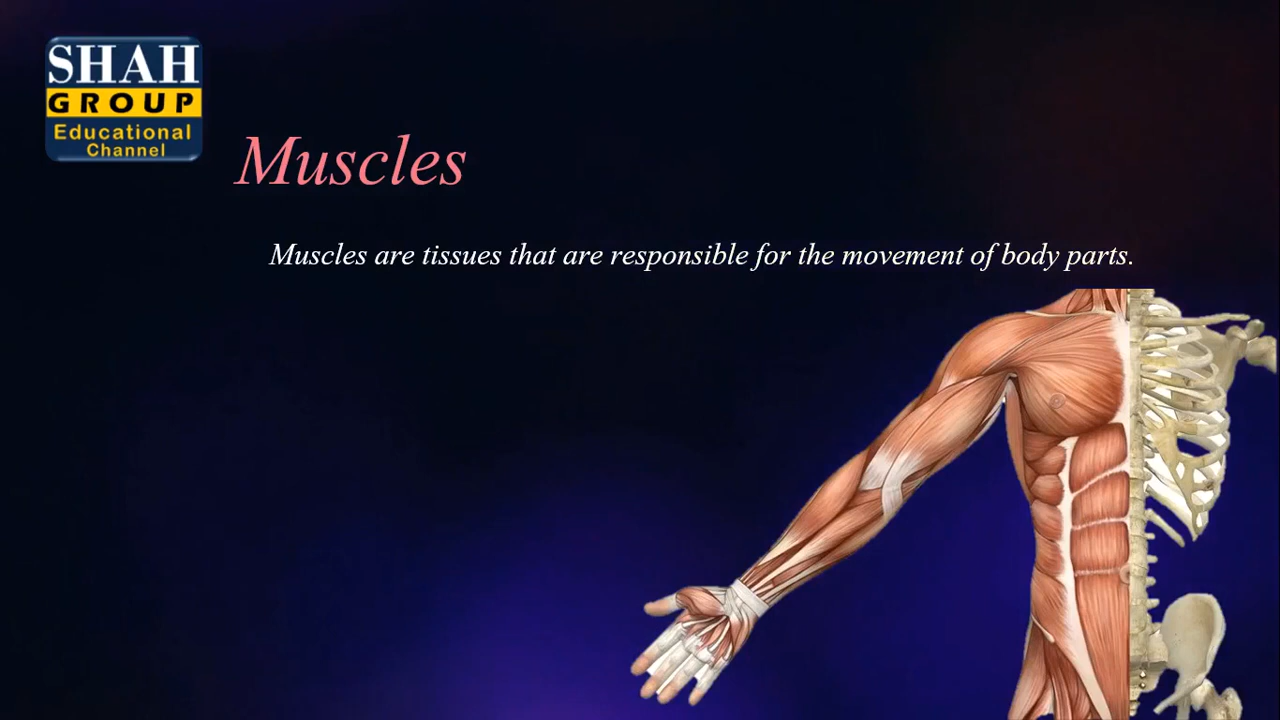 SHAH
GROUP
Educational
Channel
Muscles
Muscles are tissues that are responsible for the movement of body parts.